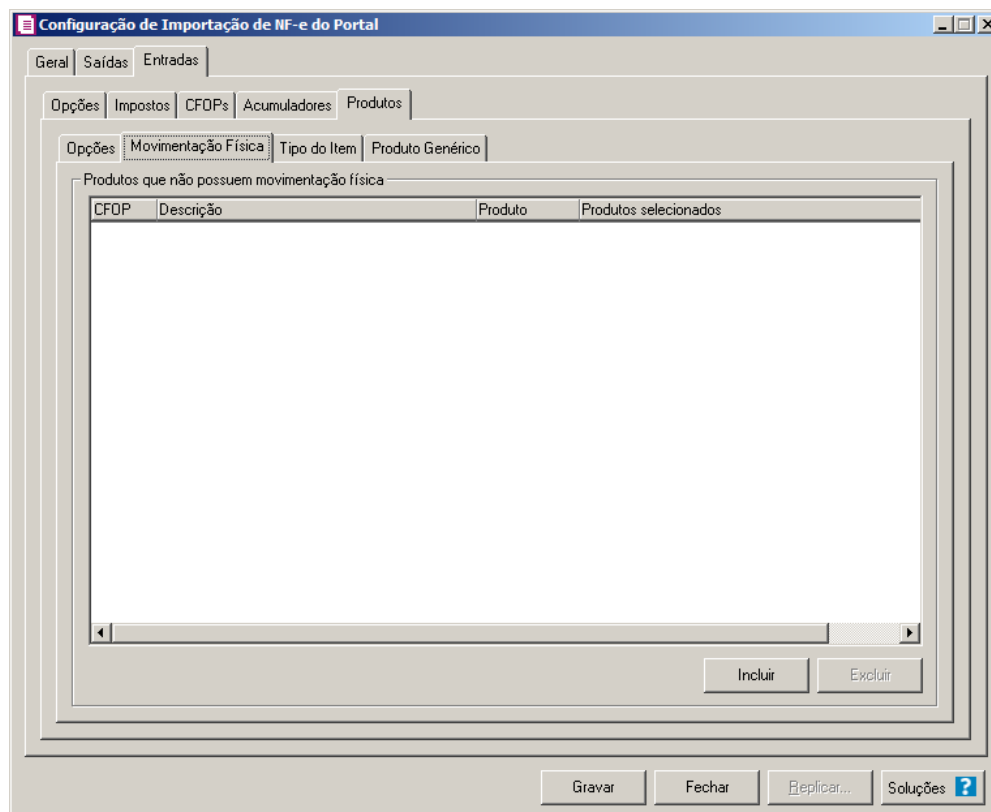 Configuração de Importação de NF-e do Portal
Geral Saídas Entradas
Opções Impostos CFOPs Acumuladores Produtos
Opções Movimentação Física Tipo do Item Produto Genérico
Produtos que não possuem movimentação física
CFOP Descrição Produto Produtos selecionados
Incluir Excluir
Gravar Fechar Replicar... Soluções ?